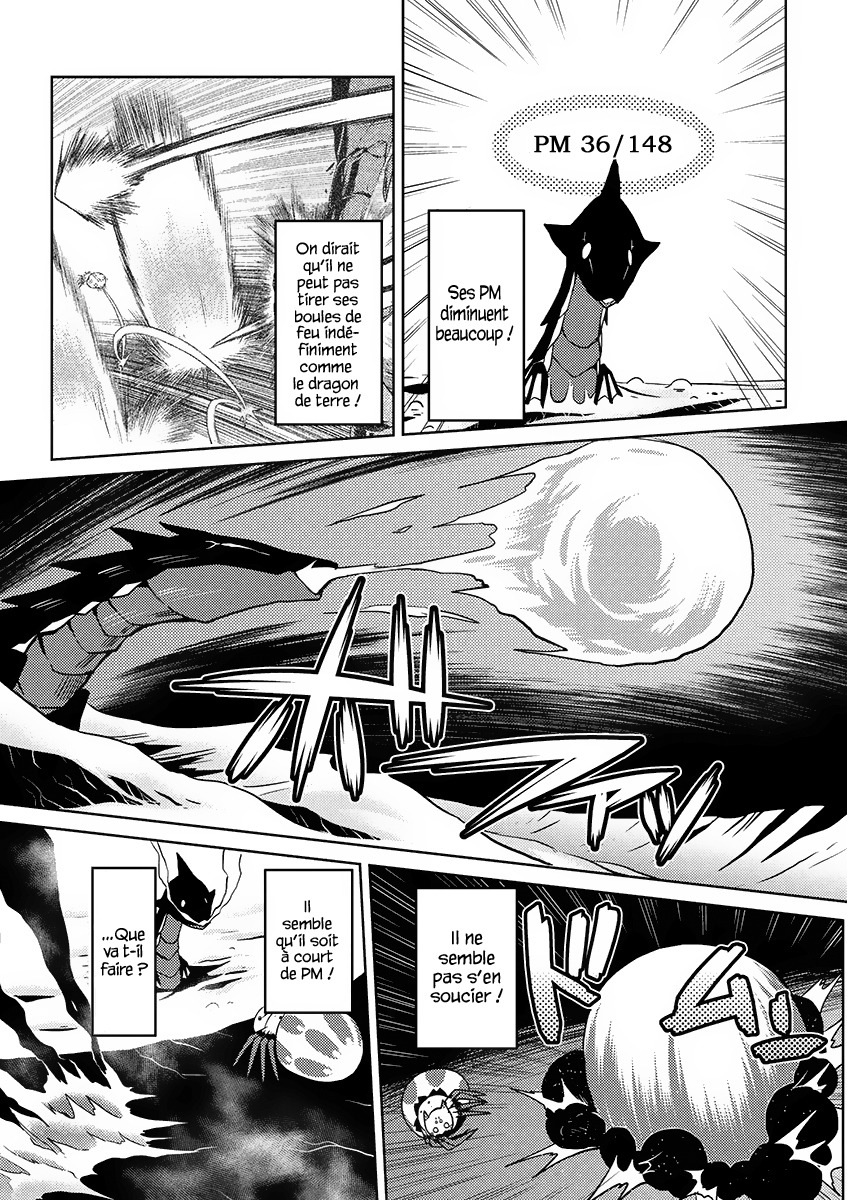 PM 36/148
Ses PM
diminuent
beaucoup !
On dirait
qu'il ne
peut pas
tirer ses
boules de
feu indé-
finiment
comme
le dragon
de terre !
Il ne
semble
pas s'en
soucier !
Il
semble
qu'il soit
à court
de PM !
...Que
va t-il
faire ?